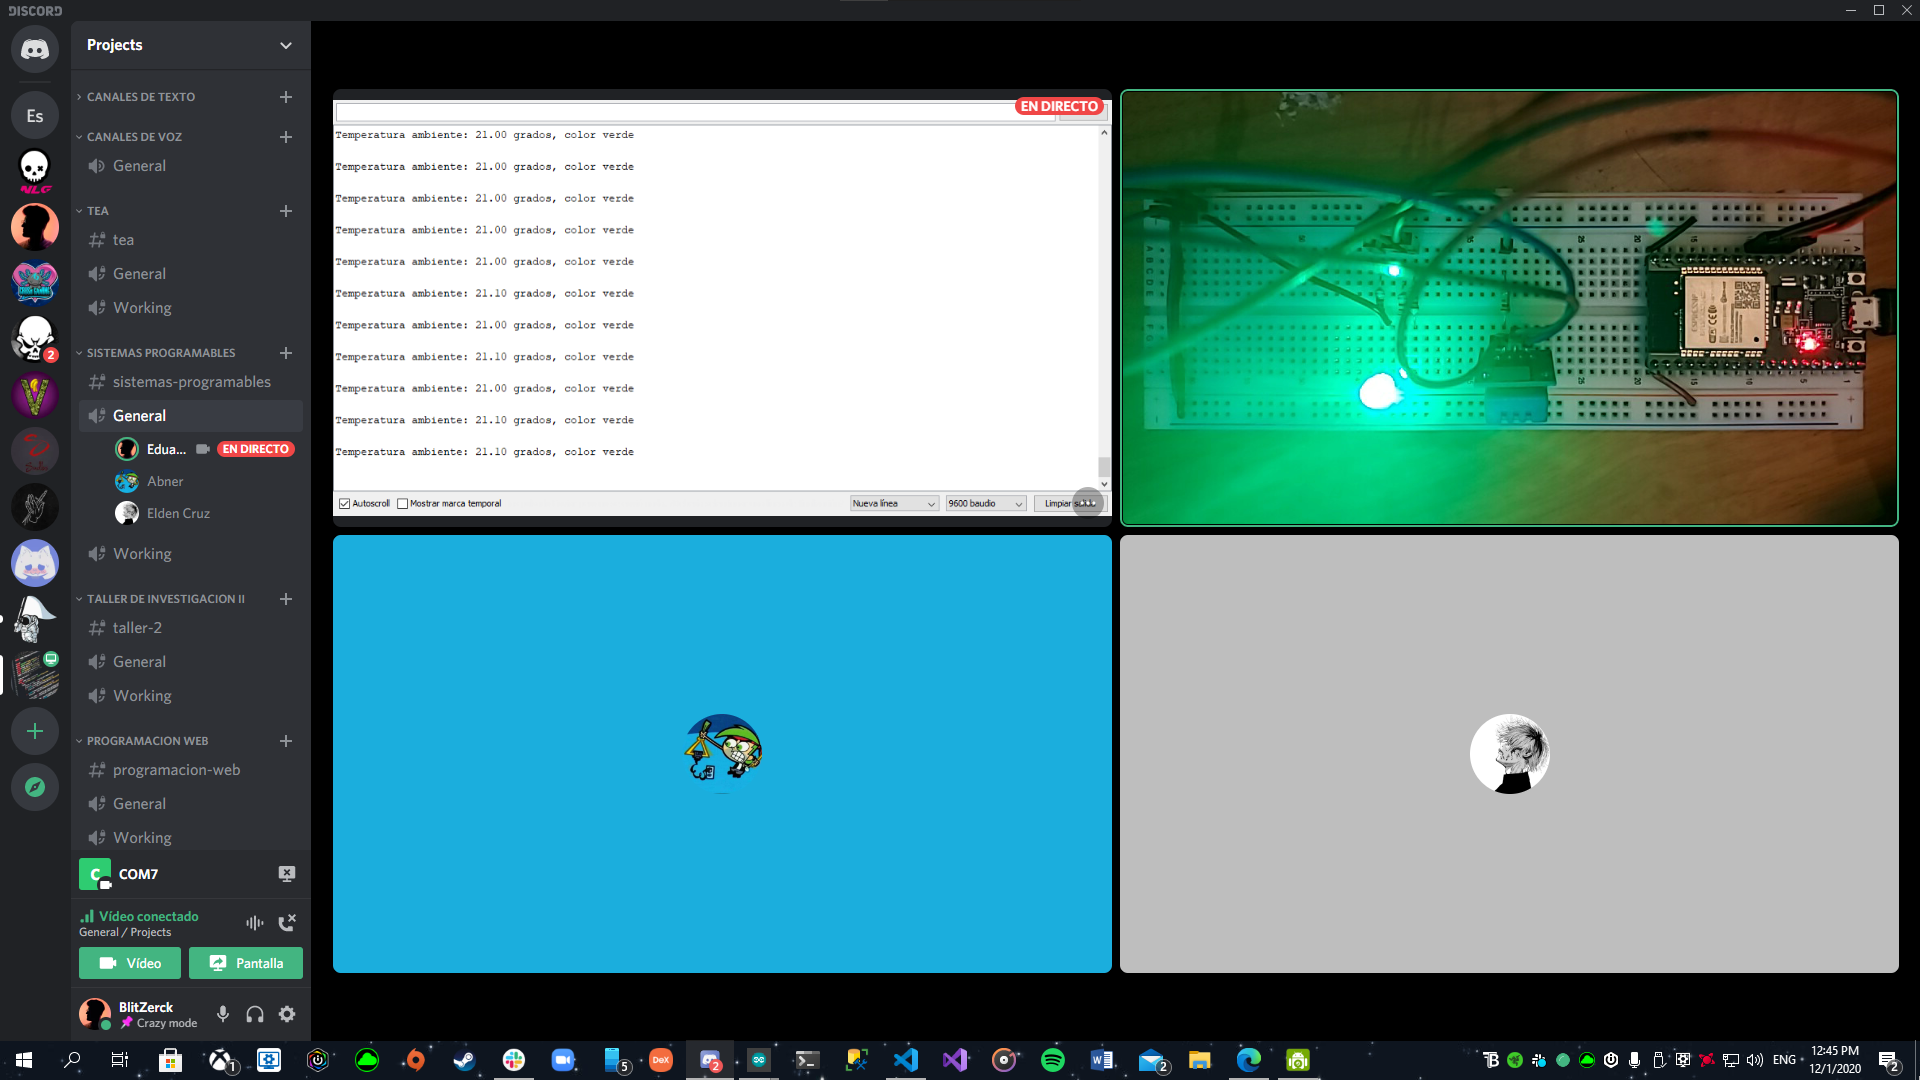 DISCORD
Projects
CANALES DE TEXTO
Es
CANALES DE VOZ
General
NLG
TEA
tea
General
Working
2
SISTEMAS PROGRAMABLES
sistemas-programables
General
Edua... EN DIRECTO
Abner
Elden Cruz
Working
TALLER DE INVESTIGACION II
taller-2
General
Working
PROGRAMACION WEB
programacion-web
General
Working
C COM7
Vídeo conectado
General / Projects
Vídeo Pantalla
BlitZerck
Crazy mode
EN DIRECTO
Temperatura ambiente: 21.00 grados, color verde
Temperatura ambiente: 21.00 grados, color verde
Temperatura ambiente: 21.00 grados, color verde
Temperatura ambiente: 21.00 grados, color verde
Temperatura ambiente: 21.00 grados, color verde
Temperatura ambiente: 21.10 grados, color verde
Temperatura ambiente: 21.00 grados, color verde
Temperatura ambiente: 21.10 grados, color verde
Temperatura ambiente: 21.00 grados, color verde
Temperatura ambiente: 21.10 grados, color verde
Temperatura ambiente: 21.10 grados, color verde
Autoscroll Mostrar marca temporal Nueva línea 9600 baudio Limpiar
1 5 DeX 2 2 ENG
12:45 PM
12/1/2020
2